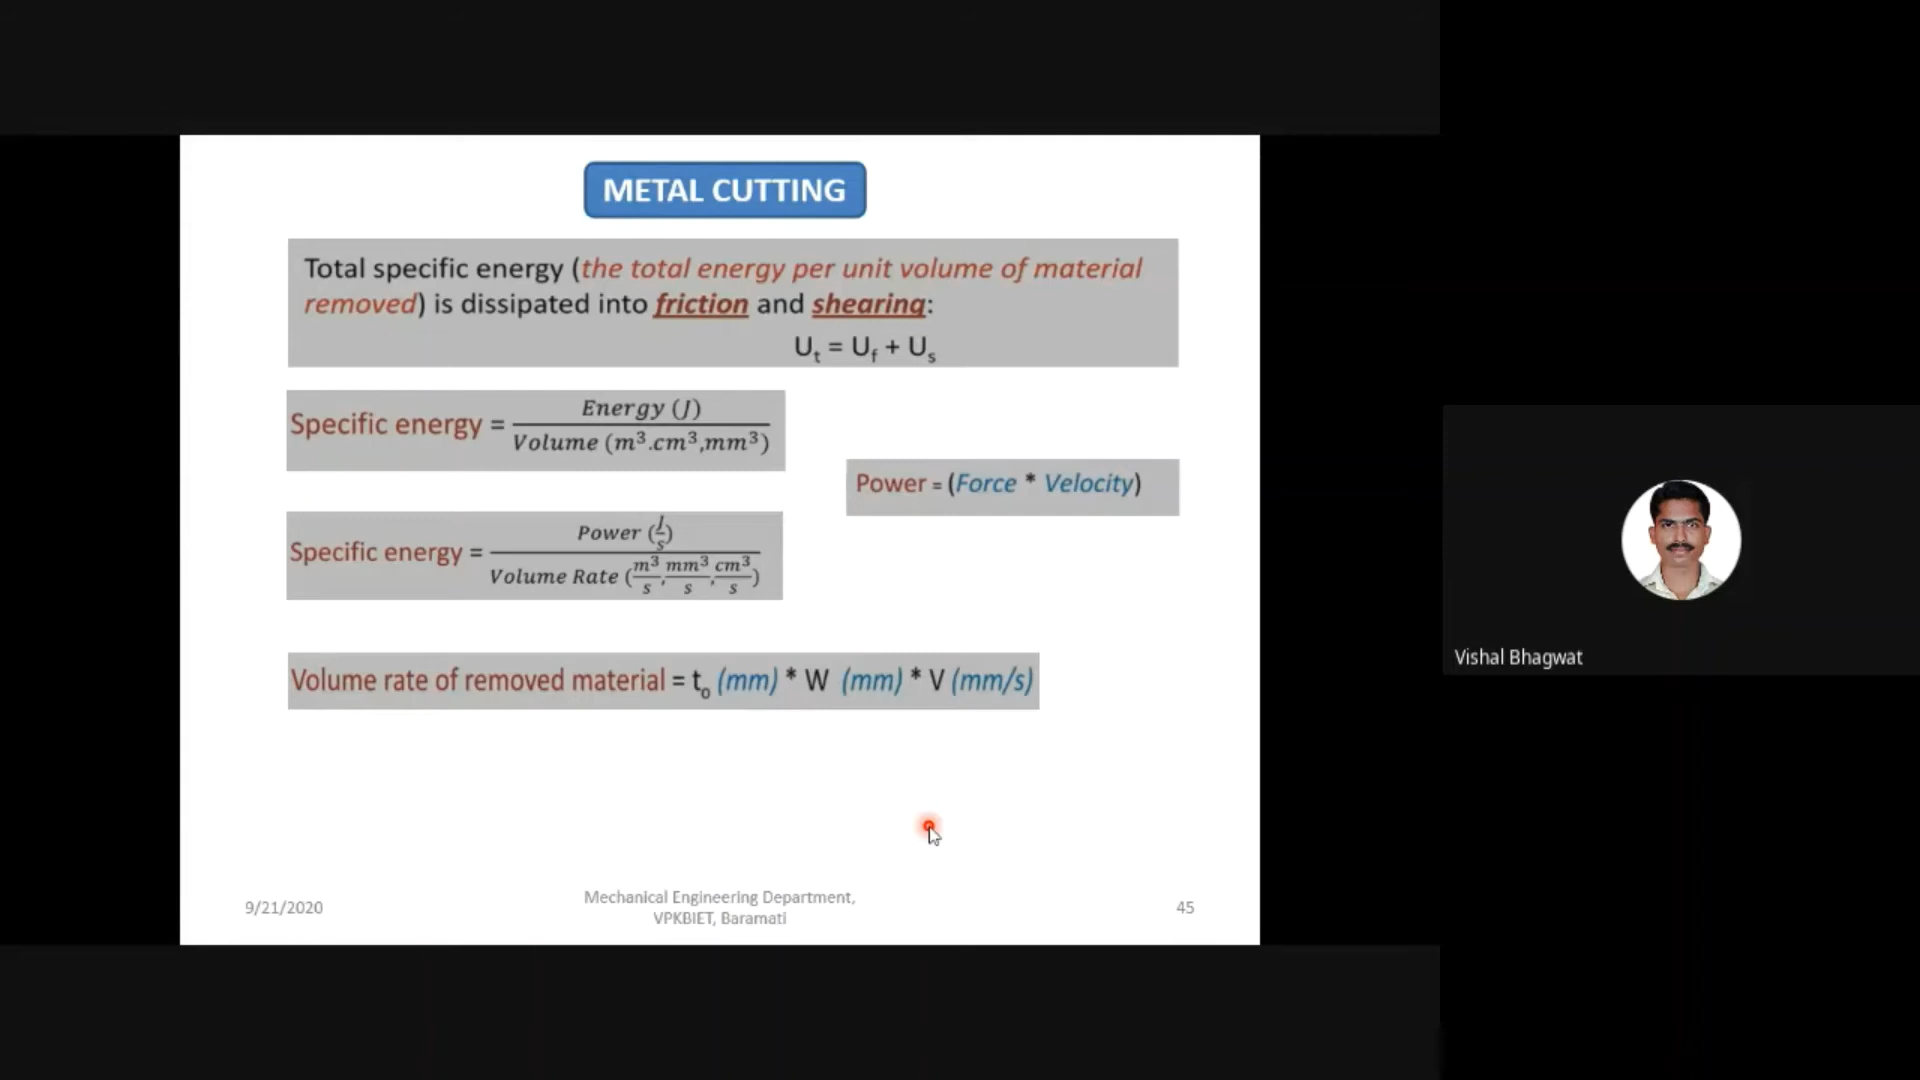 METAL CUTTING
Total specific energy (the total energy per unit volume of material
removed) is dissipated into friction and shearing:
Uₜ = U_f + Uₛ
Specific energy = Energy (J) / Volume (m³.cm³,mm³)
Power = (Force * Velocity)
Specific energy = Power (J/s) / Volume Rate (m³/s, mm³/s, cm³/s)
Volume rate of removed material = tₒ (mm) * W (mm) * V (mm/s)
Vishal Bhagwat
9/21/2020
Mechanical Engineering Department,
VPKBIET, Baramati
45